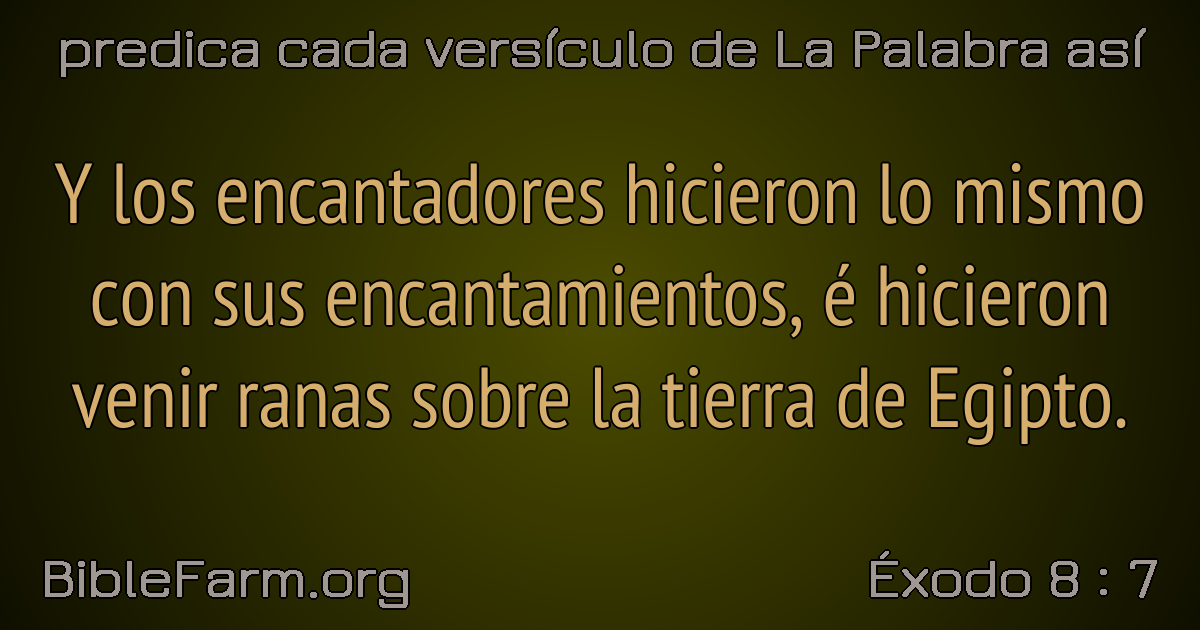 predica cada versículo de La Palabra así
Y los encantadores hicieron lo mismo
con sus encantamientos, é hicieron
venir ranas sobre la tierra de Egipto.
BibleFarm.org
Éxodo 8 : 7